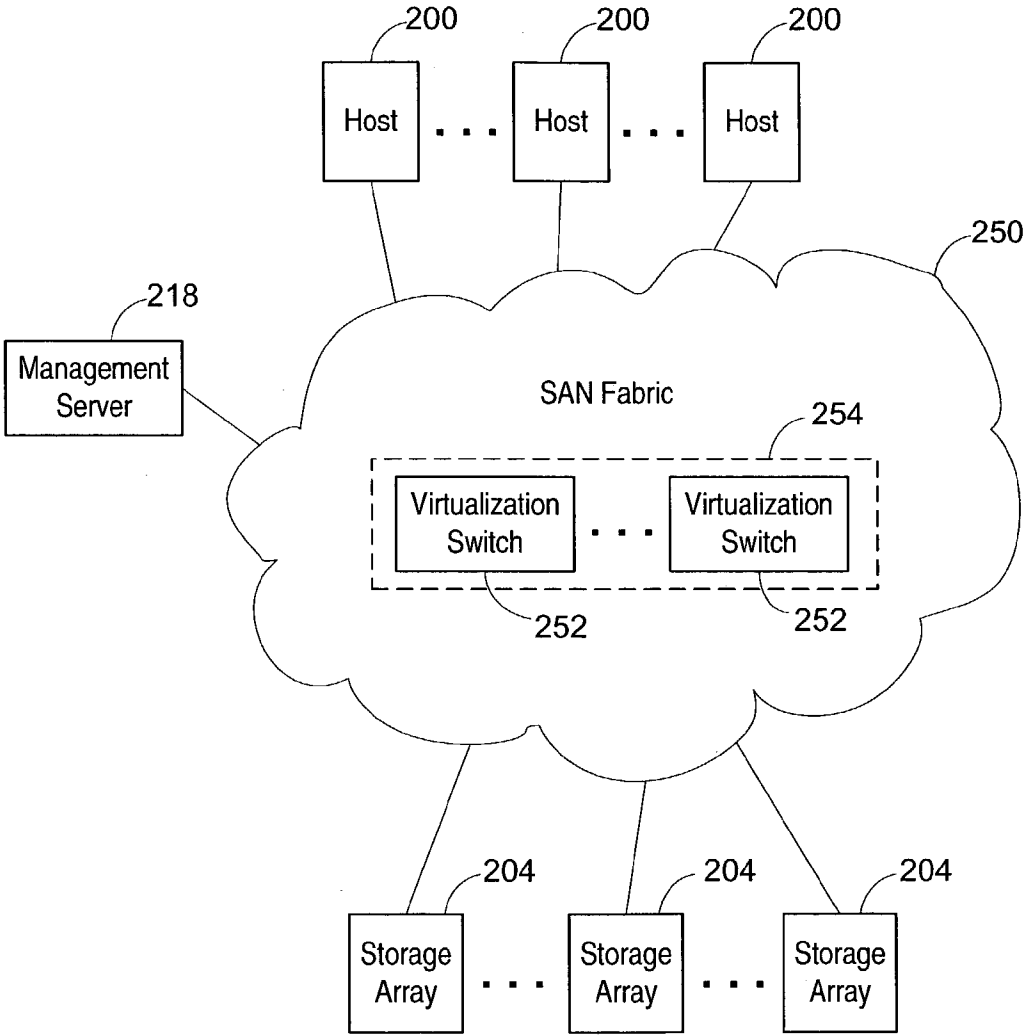 200 200 200
Host Host Host
250
218
Management
Server
SAN Fabric
254
Virtualization Virtualization
Switch Switch
252 252
204 204 204
Storage Storage Storage
Array Array Array